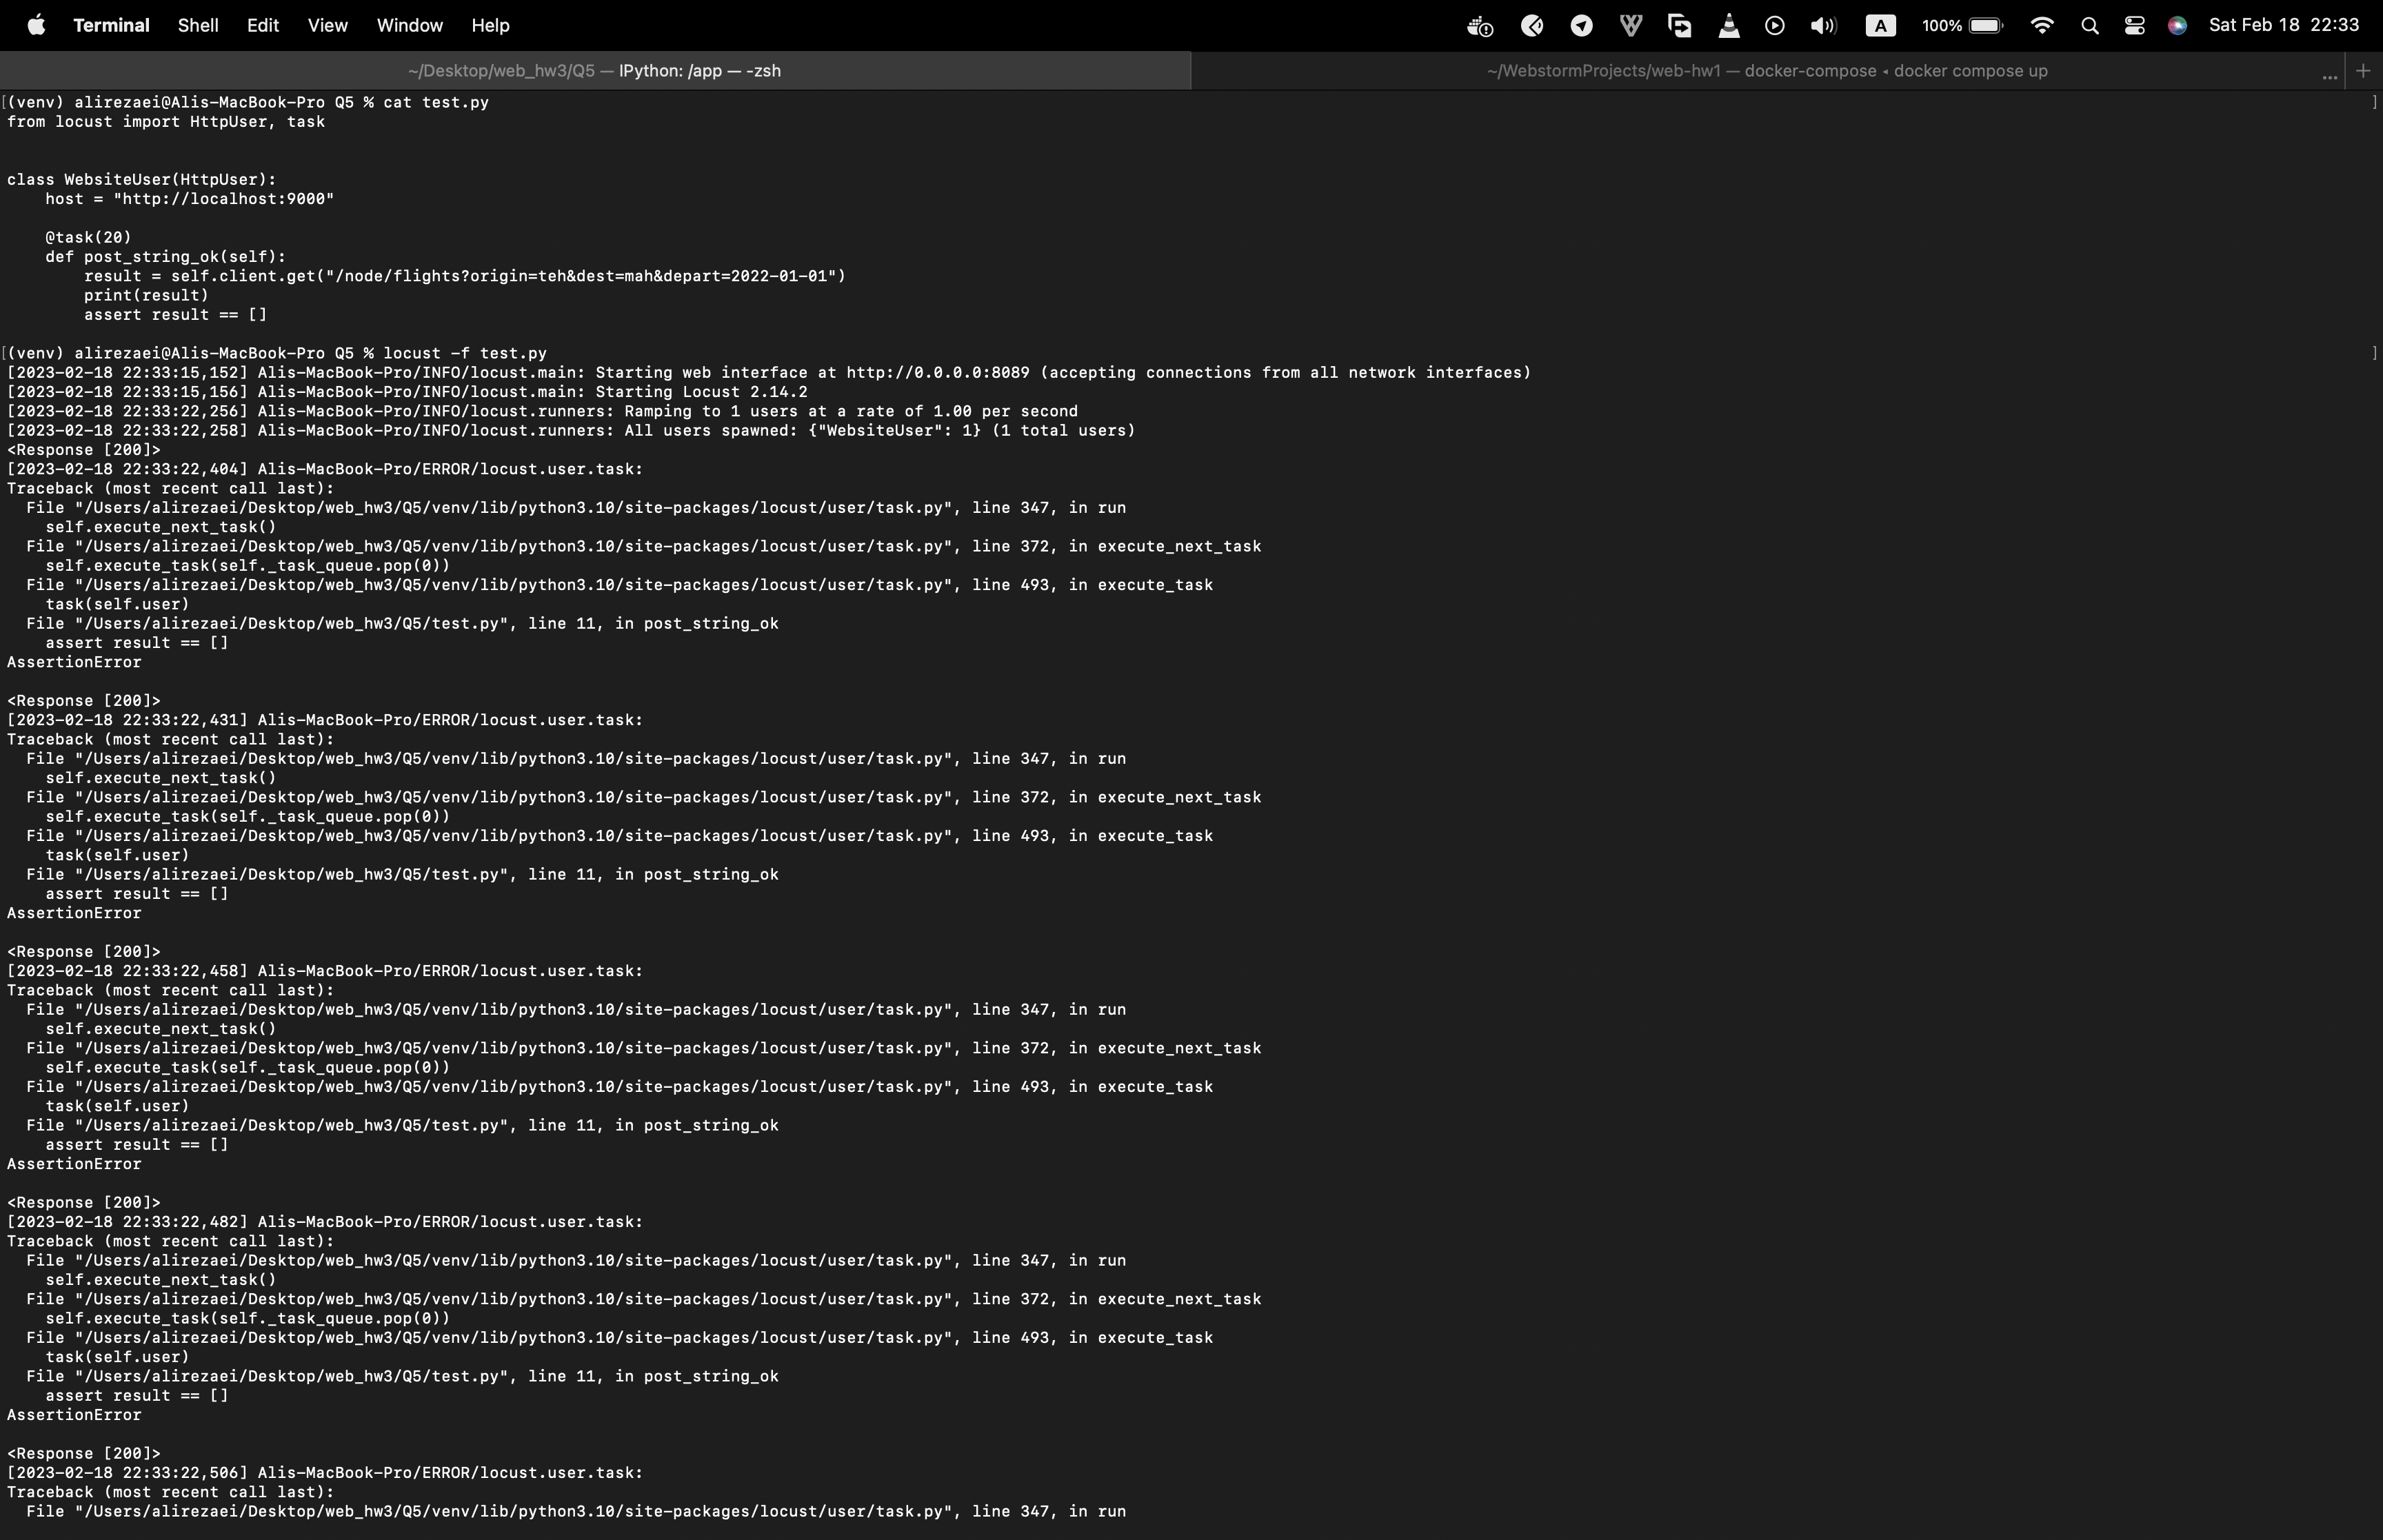 Terminal Shell Edit View Window Help A 100% Sat Feb 18 22:33
~/Desktop/web_hw3/Q5 — IPython: /app — -zsh ~/WebstormProjects/web-hw1 — docker-compose ◂ docker compose up ... +
[(venv) alirezaei@Alis-MacBook-Pro Q5 % cat test.py ]
from locust import HttpUser, task
class WebsiteUser(HttpUser):
    host = "http://localhost:9000"
    @task(20)
    def post_string_ok(self):
        result = self.client.get("/node/flights?origin=teh&dest=mah&depart=2022-01-01")
        print(result)
        assert result == []
[(venv) alirezaei@Alis-MacBook-Pro Q5 % locust -f test.py ]
[2023-02-18 22:33:15,152] Alis-MacBook-Pro/INFO/locust.main: Starting web interface at http://0.0.0.0:8089 (accepting connections from all network interfaces)
[2023-02-18 22:33:15,156] Alis-MacBook-Pro/INFO/locust.main: Starting Locust 2.14.2
[2023-02-18 22:33:22,256] Alis-MacBook-Pro/INFO/locust.runners: Ramping to 1 users at a rate of 1.00 per second
[2023-02-18 22:33:22,258] Alis-MacBook-Pro/INFO/locust.runners: All users spawned: {"WebsiteUser": 1} (1 total users)
<Response [200]>
[2023-02-18 22:33:22,404] Alis-MacBook-Pro/ERROR/locust.user.task:
Traceback (most recent call last):
  File "/Users/alirezaei/Desktop/web_hw3/Q5/venv/lib/python3.10/site-packages/locust/user/task.py", line 347, in run
    self.execute_next_task()
  File "/Users/alirezaei/Desktop/web_hw3/Q5/venv/lib/python3.10/site-packages/locust/user/task.py", line 372, in execute_next_task
    self.execute_task(self._task_queue.pop(0))
  File "/Users/alirezaei/Desktop/web_hw3/Q5/venv/lib/python3.10/site-packages/locust/user/task.py", line 493, in execute_task
    task(self.user)
  File "/Users/alirezaei/Desktop/web_hw3/Q5/test.py", line 11, in post_string_ok
    assert result == []
AssertionError
<Response [200]>
[2023-02-18 22:33:22,431] Alis-MacBook-Pro/ERROR/locust.user.task:
Traceback (most recent call last):
  File "/Users/alirezaei/Desktop/web_hw3/Q5/venv/lib/python3.10/site-packages/locust/user/task.py", line 347, in run
    self.execute_next_task()
  File "/Users/alirezaei/Desktop/web_hw3/Q5/venv/lib/python3.10/site-packages/locust/user/task.py", line 372, in execute_next_task
    self.execute_task(self._task_queue.pop(0))
  File "/Users/alirezaei/Desktop/web_hw3/Q5/venv/lib/python3.10/site-packages/locust/user/task.py", line 493, in execute_task
    task(self.user)
  File "/Users/alirezaei/Desktop/web_hw3/Q5/test.py", line 11, in post_string_ok
    assert result == []
AssertionError
<Response [200]>
[2023-02-18 22:33:22,458] Alis-MacBook-Pro/ERROR/locust.user.task:
Traceback (most recent call last):
  File "/Users/alirezaei/Desktop/web_hw3/Q5/venv/lib/python3.10/site-packages/locust/user/task.py", line 347, in run
    self.execute_next_task()
  File "/Users/alirezaei/Desktop/web_hw3/Q5/venv/lib/python3.10/site-packages/locust/user/task.py", line 372, in execute_next_task
    self.execute_task(self._task_queue.pop(0))
  File "/Users/alirezaei/Desktop/web_hw3/Q5/venv/lib/python3.10/site-packages/locust/user/task.py", line 493, in execute_task
    task(self.user)
  File "/Users/alirezaei/Desktop/web_hw3/Q5/test.py", line 11, in post_string_ok
    assert result == []
AssertionError
<Response [200]>
[2023-02-18 22:33:22,482] Alis-MacBook-Pro/ERROR/locust.user.task:
Traceback (most recent call last):
  File "/Users/alirezaei/Desktop/web_hw3/Q5/venv/lib/python3.10/site-packages/locust/user/task.py", line 347, in run
    self.execute_next_task()
  File "/Users/alirezaei/Desktop/web_hw3/Q5/venv/lib/python3.10/site-packages/locust/user/task.py", line 372, in execute_next_task
    self.execute_task(self._task_queue.pop(0))
  File "/Users/alirezaei/Desktop/web_hw3/Q5/venv/lib/python3.10/site-packages/locust/user/task.py", line 493, in execute_task
    task(self.user)
  File "/Users/alirezaei/Desktop/web_hw3/Q5/test.py", line 11, in post_string_ok
    assert result == []
AssertionError
<Response [200]>
[2023-02-18 22:33:22,506] Alis-MacBook-Pro/ERROR/locust.user.task:
Traceback (most recent call last):
  File "/Users/alirezaei/Desktop/web_hw3/Q5/venv/lib/python3.10/site-packages/locust/user/task.py", line 347, in run